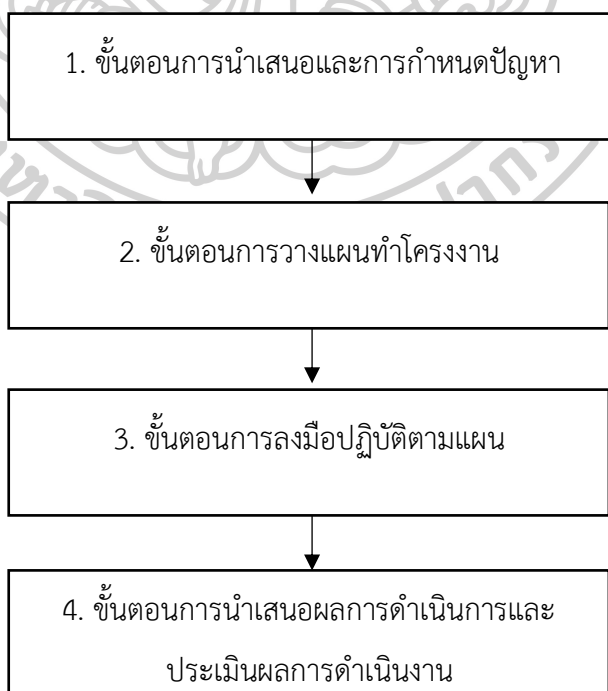 1. ขั้นตอนการนำเสนอและการกำหนดปัญหา
2. ขั้นตอนการวางแผนทำโครงงาน
3. ขั้นตอนการลงมือปฏิบัติตามแผน
4. ขั้นตอนการนำเสนอผลการดำเนินการและ
ประเมินผลการดำเนินงาน